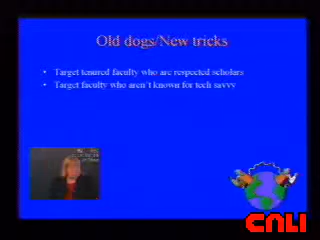 Old dogs/New tricks
• Target tenured faculty who are respected scholars
• Target faculty who aren't known for tech savvy
CNLI